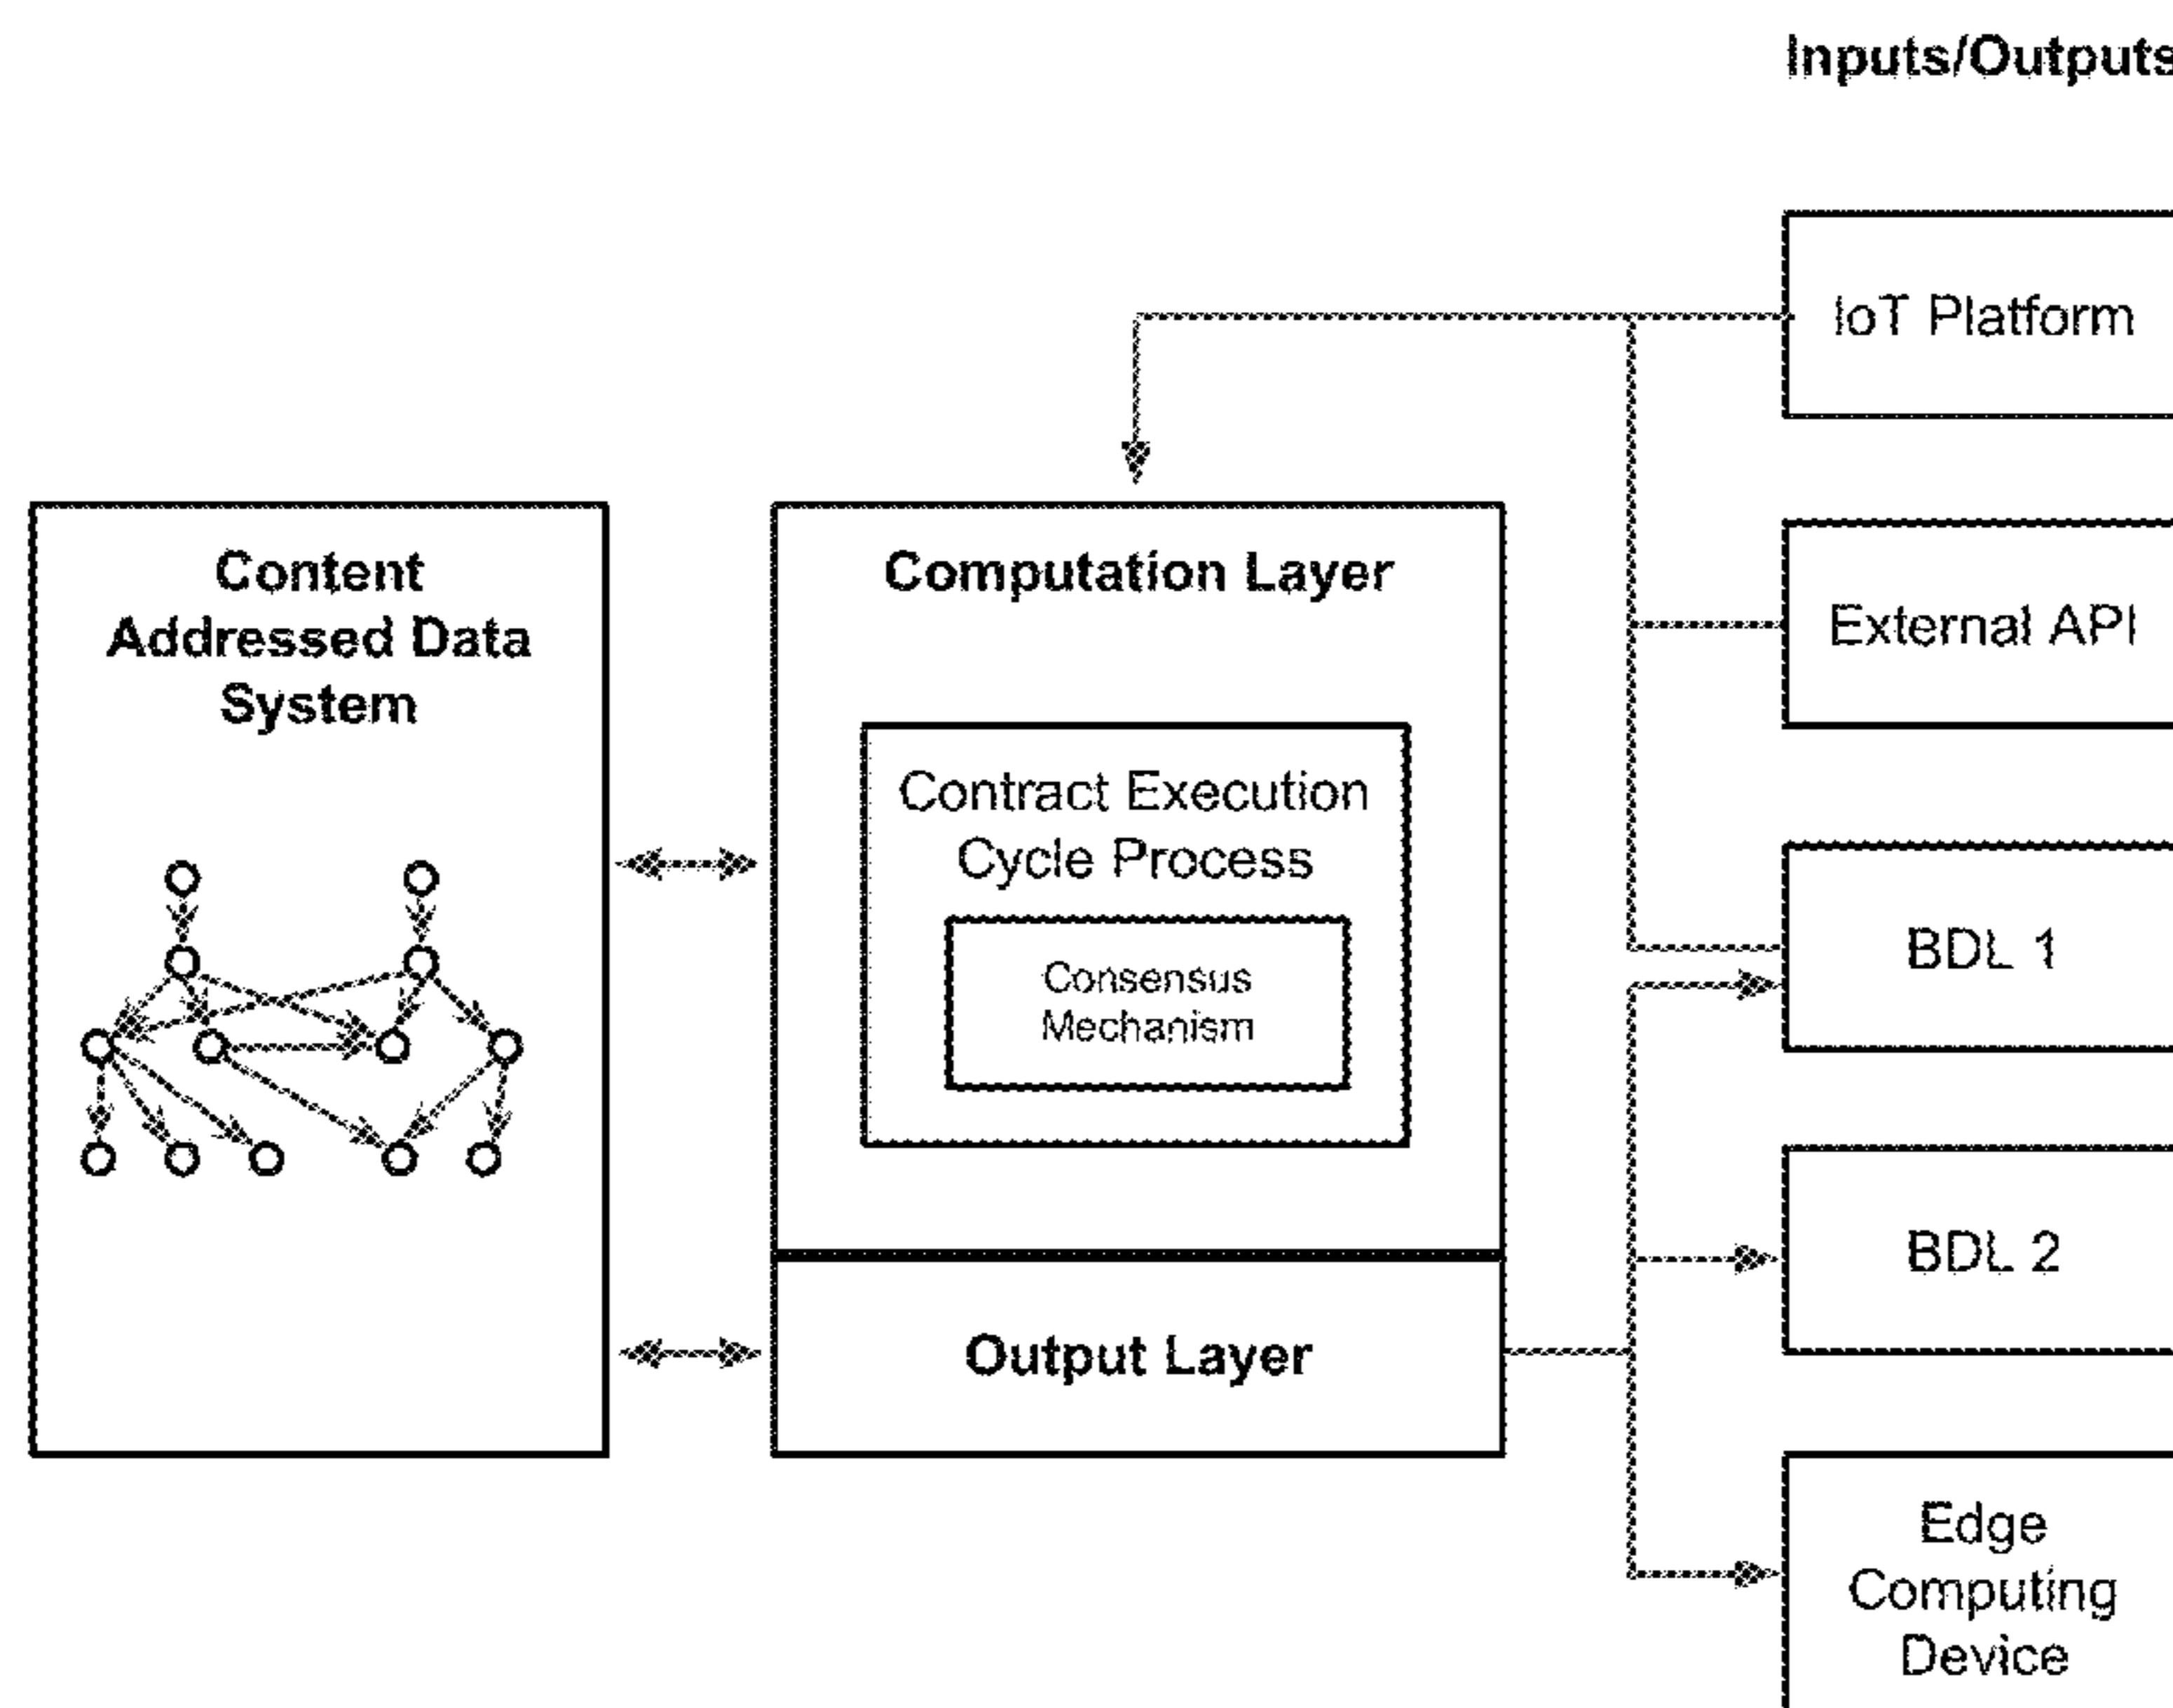 Inputs/Outputs
IoT Platform
External API
BDL 1
BDL 2
Edge
Computing
Device
Content
Addressed Data
System
Computation Layer
Contract Execution
Cycle Process
Consensus
Mechanism
Output Layer